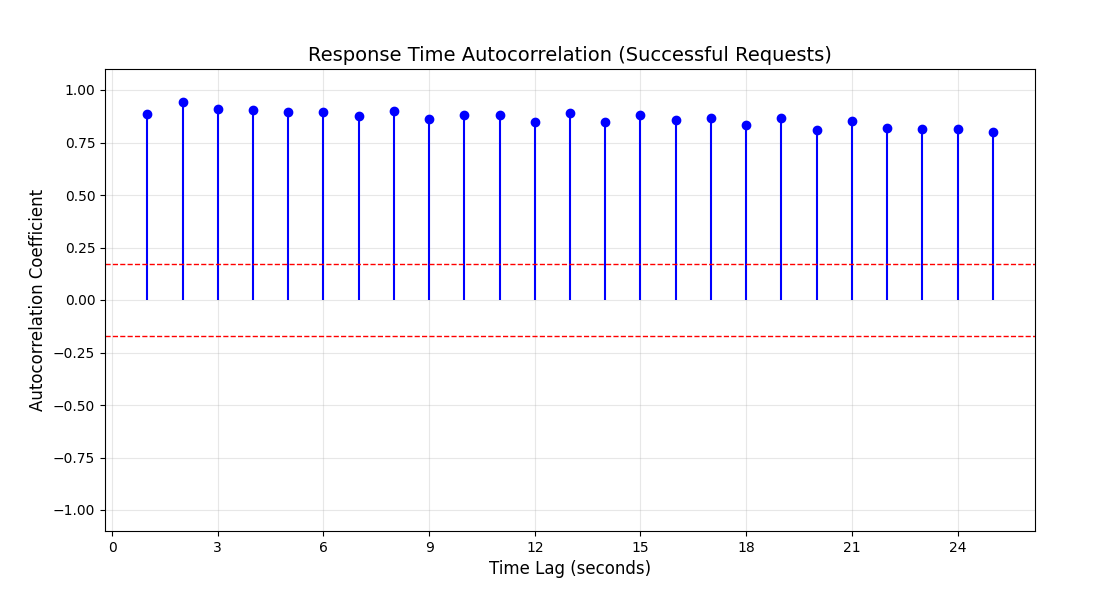 Response Time Autocorrelation (Successful Requests)
1.00
0.75
0.50
0.25
0.00
−0.25
−0.50
−0.75
−1.00
Autocorrelation Coefficient
0 3 6 9 12 15 18 21 24
Time Lag (seconds)